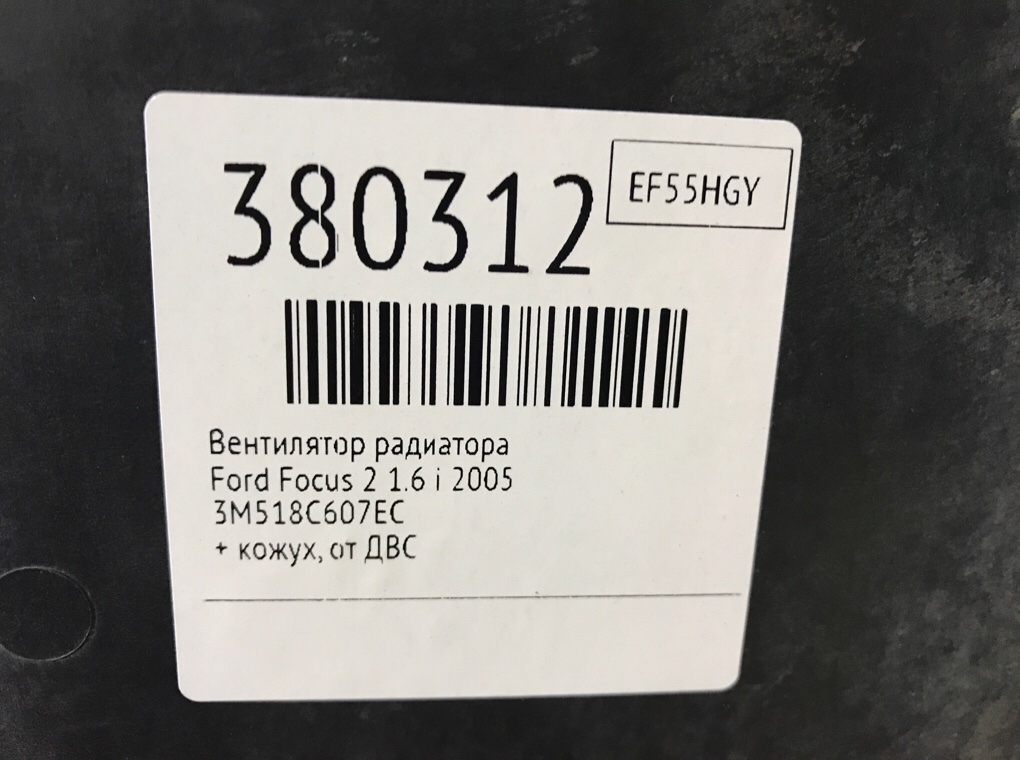 380312
EF55HGY
Вентилятор радиатора
Ford Focus 2 1.6 i 2005
3M518C607EC
+ кожух, от ДВС